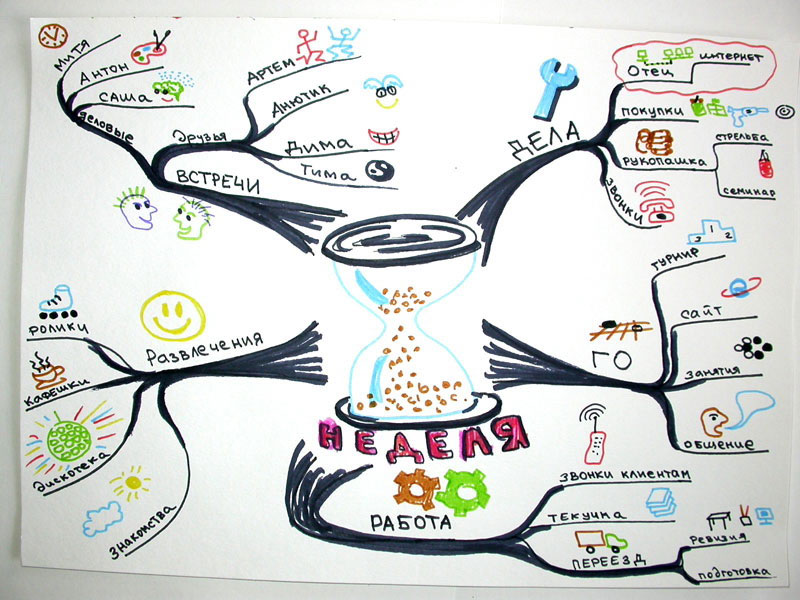 НЕДЕЛЯ
ВСТРЕЧИ
деловые
МИТЯ
АНТОН
САША
Друзья
АРТЕМ
Анютик
ДИМА
Тима
ДЕЛА
Отец
ИНТЕРНЕТ
ПОКУПКИ
РУКОПАШКА
СТРЕЛЬБА
СЕМИНАР
ЗВОНКИ
ГО
ТУРНИР
3 1 2
САЙТ
ЗАНЯТИЯ
ОБЩЕНИЕ
РАБОТА
ЗВОНКИ КЛИЕНТАМ
ТЕКУЧКА
ПЕРЕЕЗД
РЕВИЗИЯ
подготовка
Развлечения
РОЛИКИ
КАФЕШКИ
Дискотека
Знакомства